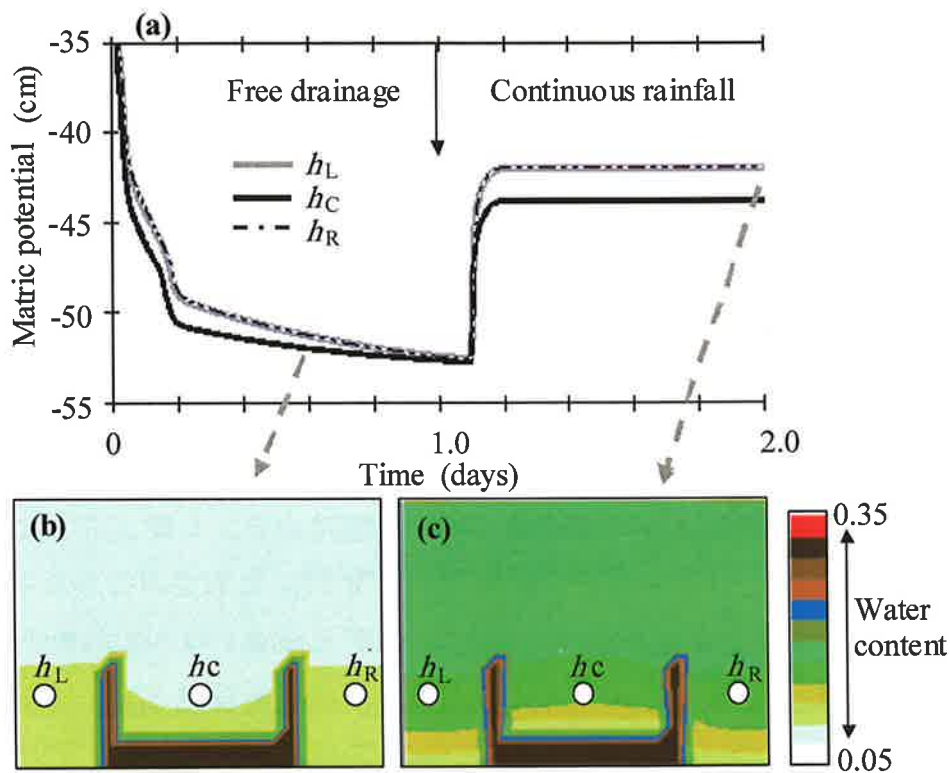 (a)
-35
-40
-45
-50
-55
Matric potential (cm)
Free drainage
Continuous rainfall
hL
hC
hR
0
1.0
2.0
Time (days)
(b)
hL
hc
hR
(c)
hL
hc
hR
0.35
Water
content
0.05